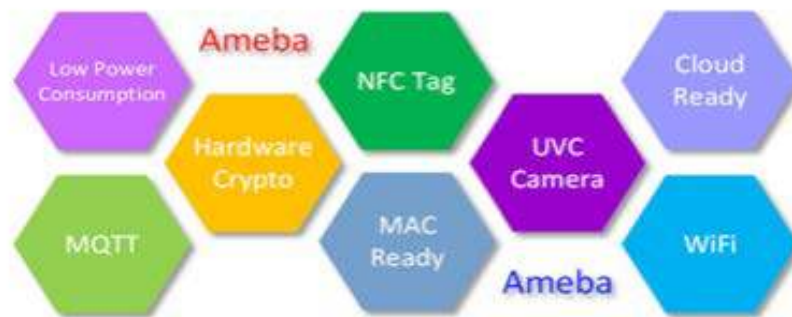 Low Power
Consumption
Ameba
NFC Tag
Cloud
Ready
Hardware
Crypto
UVC
Camera
MQTT
MAC
Ready
WiFi
Ameba